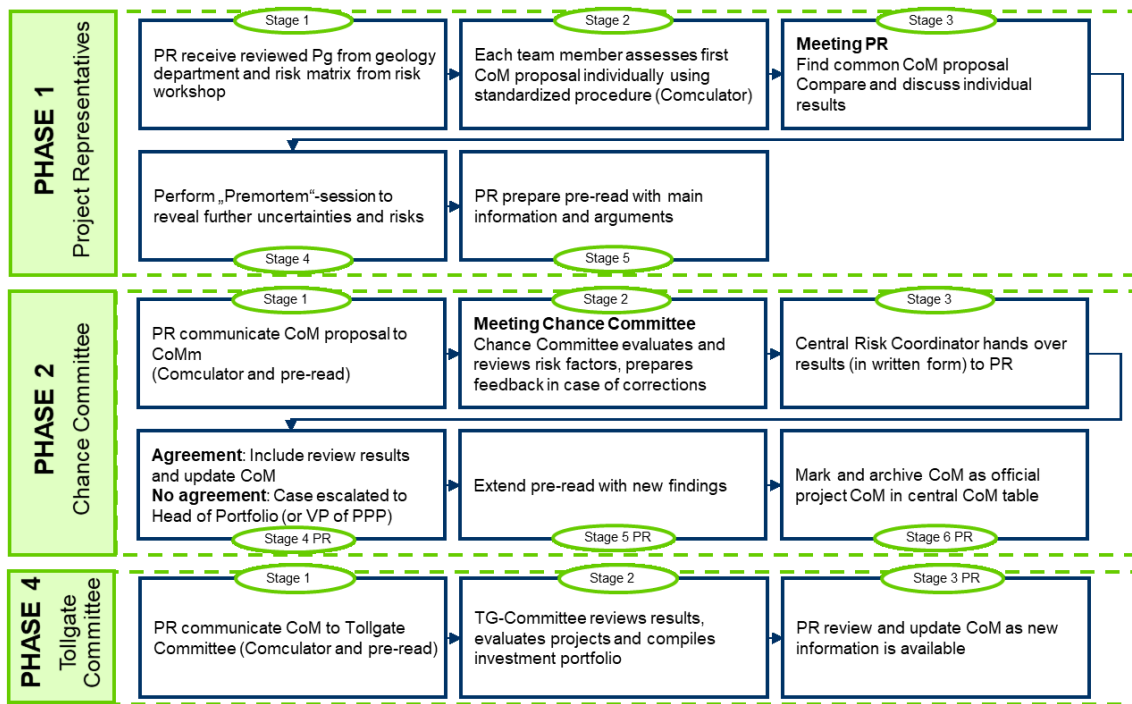 PHASE 1
Project Representatives
Stage 1
PR receive reviewed Pg from geology
department and risk matrix from risk
workshop
Stage 2
Each team member assesses first
CoM proposal individually using
standardized procedure (Comculator)
Stage 3
Meeting PR
Find common CoM proposal
Compare and discuss individual
results
Perform „Premortem“-session to
reveal further uncertainties and risks
Stage 4
PR prepare pre-read with main
information and arguments
Stage 5
PHASE 2
Chance Committee
Stage 1
PR communicate CoM proposal to
CoMm
(Comculator and pre-read)
Stage 2
Meeting Chance Committee
Chance Committee evaluates and
reviews risk factors, prepares
feedback in case of corrections
Stage 3
Central Risk Coordinator hands over
results (in written form) to PR
Agreement: Include review results
and update CoM
No agreement: Case escalated to
Head of Portfolio (or VP of PPP)
Stage 4 PR
Extend pre-read with new findings
Stage 5 PR
Mark and archive CoM as official
project CoM in central CoM table
Stage 6 PR
PHASE 4
Tollgate
Committee
Stage 1
PR communicate CoM to Tollgate
Committee (Comculator and pre-read)
Stage 2
TG-Committee reviews results,
evaluates projects and compiles
investment portfolio
Stage 3 PR
PR review and update CoM as new
information is available